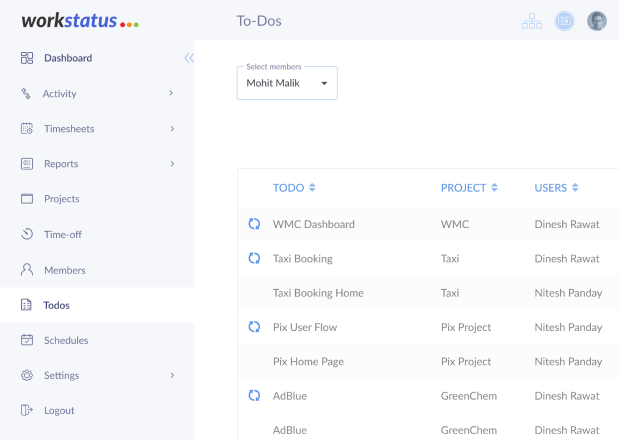 workstatus
To-Dos
EN
Dashboard
Activity
Timesheets
Reports
Projects
Time-off
Members
Todos
Schedules
Settings
Logout
Select members
Mohit Malik
TODO PROJECT USERS
WMC Dashboard WMC Dinesh Rawat
Taxi Booking Taxi Dinesh Rawat
Taxi Booking Home Taxi Nitesh Panday
Pix User Flow Pix Project Nitesh Panday
Pix Home Page Pix Project Nitesh Panday
AdBlue GreenChem Dinesh Rawat
AdBlue GreenChem Dinesh Rawat